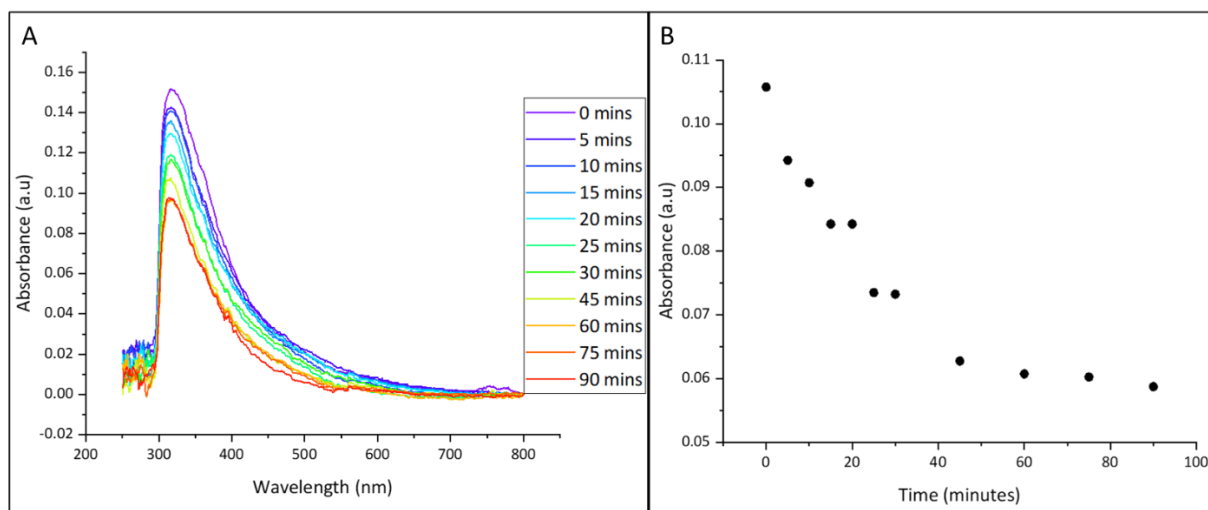 A
0.16
0.14
0.12
0.10
0.08
0.06
0.04
0.02
0.00
-0.02
Absorbance (a.u)
200
300
400
500
600
700
800
Wavelength (nm)
0 mins
5 mins
10 mins
15 mins
20 mins
25 mins
30 mins
45 mins
60 mins
75 mins
90 mins
B
0.11
0.10
0.09
0.08
0.07
0.06
0.05
Absorbance (a.u)
0
20
40
60
80
100
Time (minutes)